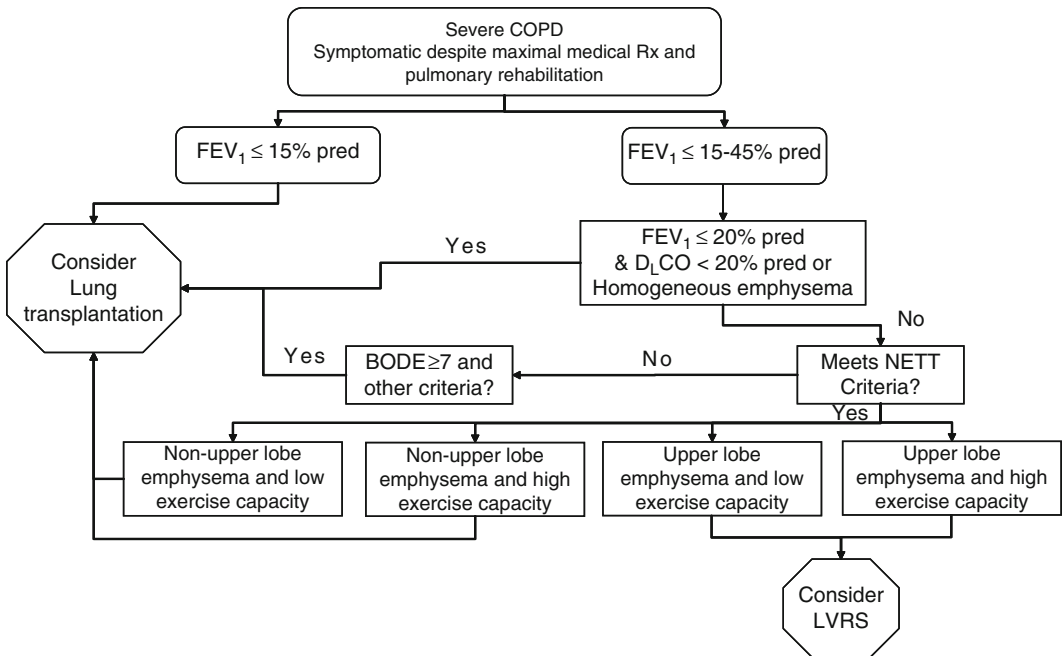 Severe COPD
Symptomatic despite maximal medical Rx and
pulmonary rehabilitation
FEV₁ ≤ 15% pred
FEV₁ ≤ 15-45% pred
Consider
Lung
transplantation
Yes
FEV₁ ≤ 20% pred
& DₗCO < 20% pred or
Homogeneous emphysema
No
Yes
BODE≥7 and
other criteria?
No
Meets NETT
Criteria?
Yes
Non-upper lobe
emphysema and low
exercise capacity
Non-upper lobe
emphysema and high
exercise capacity
Upper lobe
emphysema and low
exercise capacity
Upper lobe
emphysema and high
exercise capacity
Consider
LVRS